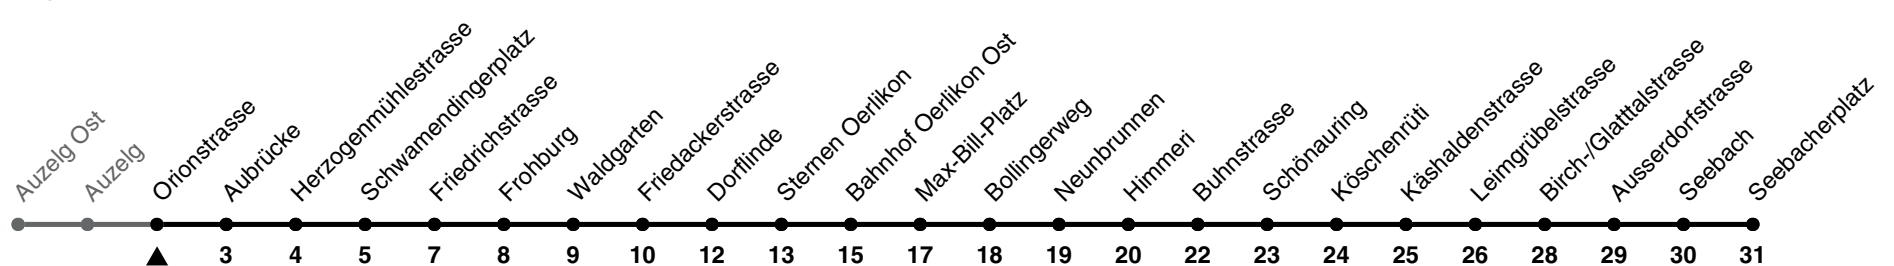 Auzelg Ost
Auzelg
Orionstrasse
Aubrücke
Herzogenmühlestrasse
Schwamendingerplatz
Friedrichstrasse
Frohburg
Waldgarten
Friedackerstrasse
Dorflinde
Sternen Oerlikon
Bahnhof Oerlikon Ost
Max-Bill-Platz
Bollingerweg
Neunbrunnen
Himmeri
Buhnstrasse
Schönauring
Köschenrüti
Käshaldenstrasse
Leimgrübelstrasse
Birch-/Glatttalstrasse
Ausserdorfstrasse
Seebach
Seebacherplatz
3 4 5 7 8 9 10 12 13 15 17 18 19 20 22 23 24 25 26 28 29 30 31